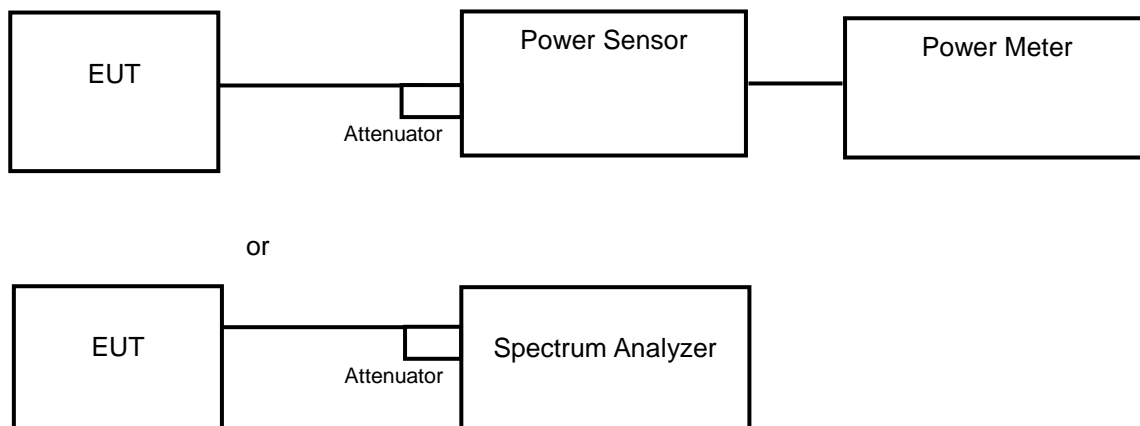 EUT
Power Sensor
Power Meter
Attenuator
or
EUT
Spectrum Analyzer
Attenuator